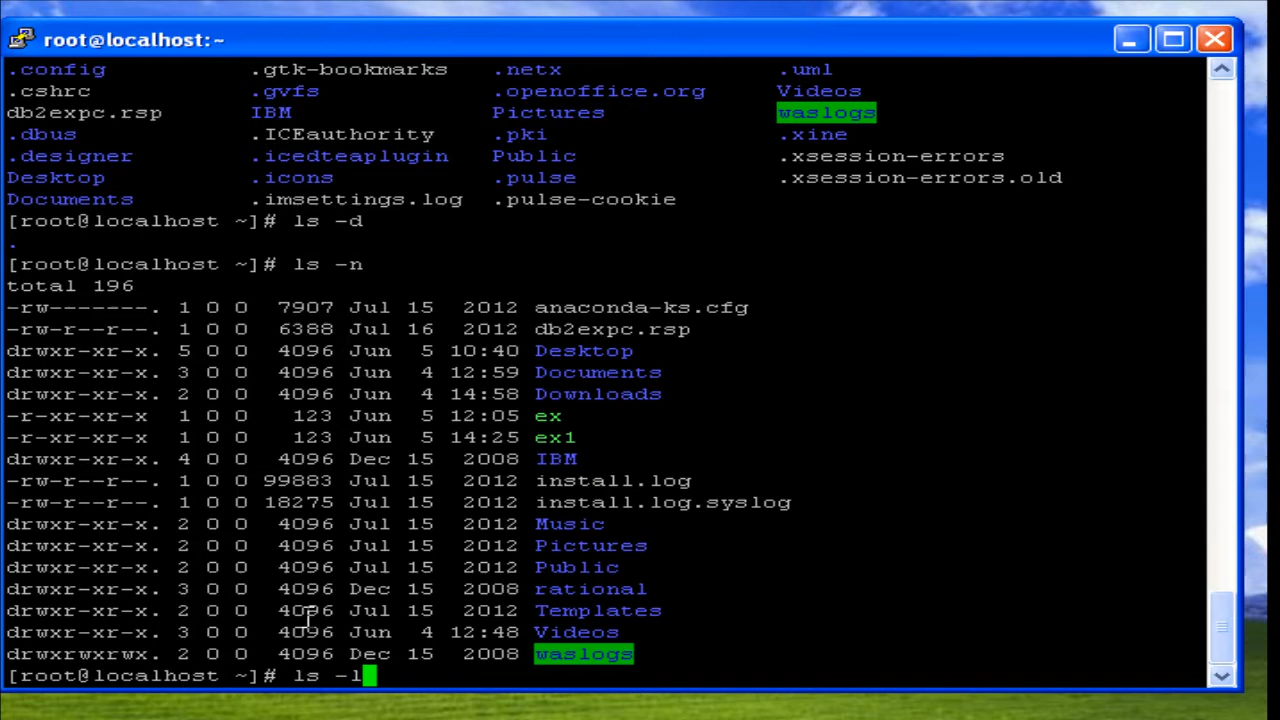 root@localhost:~
.config .gtk-bookmarks .netx .uml
.cshrc .gvfs .openoffice.org Videos
db2expc.rsp IBM Pictures waslogs
.dbus .ICEauthority .pki .xine
.designer .icedteaplugin Public .xsession-errors
Desktop .icons .pulse .xsession-errors.old
Documents .imsettings.log .pulse-cookie
[root@localhost ~]# ls -d
.
[root@localhost ~]# ls -n
total 196
-rw-------. 1 0 0 7907 Jul 15 2012 anaconda-ks.cfg
-rw-r--r--. 1 0 0 6388 Jul 16 2012 db2expc.rsp
drwxr-xr-x. 5 0 0 4096 Jun 5 10:40 Desktop
drwxr-xr-x. 3 0 0 4096 Jun 4 12:59 Documents
drwxr-xr-x. 2 0 0 4096 Jun 4 14:58 Downloads
-r-xr-xr-x 1 0 0 123 Jun 5 12:05 ex
-r-xr-xr-x 1 0 0 123 Jun 5 14:25 ex1
drwxr-xr-x. 4 0 0 4096 Dec 15 2008 IBM
-rw-r--r--. 1 0 0 99883 Jul 15 2012 install.log
-rw-r--r--. 1 0 0 18275 Jul 15 2012 install.log.syslog
drwxr-xr-x. 2 0 0 4096 Jul 15 2012 Music
drwxr-xr-x. 2 0 0 4096 Jul 15 2012 Pictures
drwxr-xr-x. 2 0 0 4096 Jul 15 2012 Public
drwxr-xr-x. 3 0 0 4096 Dec 15 2008 rational
drwxr-xr-x. 2 0 0 4096 Jul 15 2012 Templates
drwxr-xr-x. 3 0 0 4096 Jun 4 12:48 Videos
drwxrwxrwx. 2 0 0 4096 Dec 15 2008 waslogs
[root@localhost ~]# ls -l